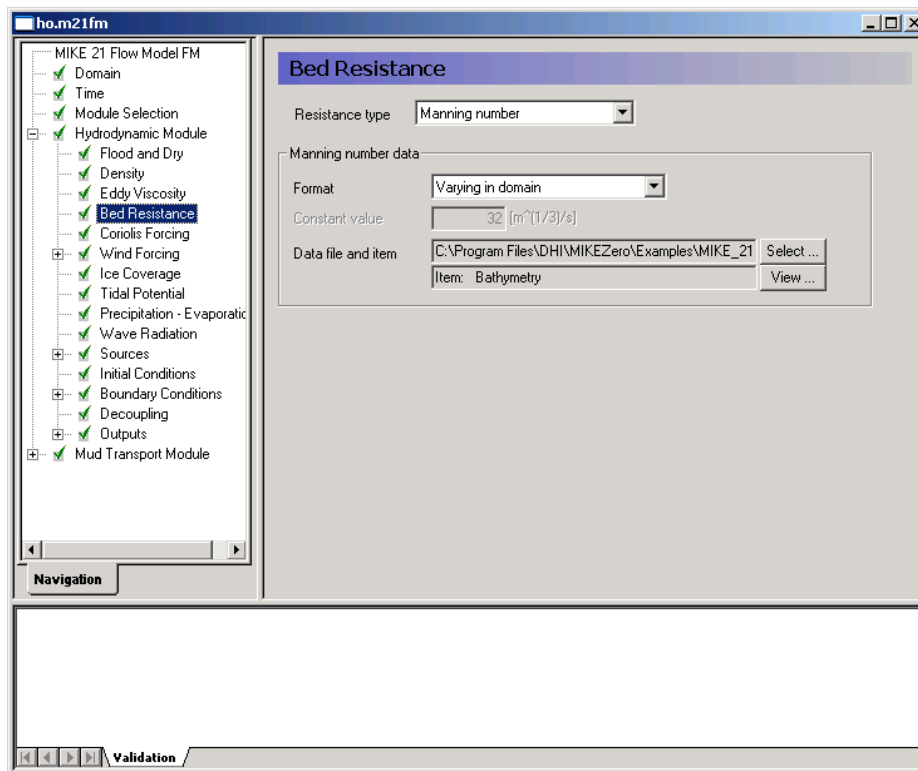 ho.m21fm
MIKE 21 Flow Model FM
Domain
Time
Module Selection
Hydrodynamic Module
Flood and Dry
Density
Eddy Viscosity
Bed Resistance
Coriolis Forcing
Wind Forcing
Ice Coverage
Tidal Potential
Precipitation - Evaporatic
Wave Radiation
Sources
Initial Conditions
Boundary Conditions
Decoupling
Outputs
Mud Transport Module
Navigation
Bed Resistance
Resistance type Manning number
Manning number data
Format Varying in domain
Constant value 32 [m^(1/3)/s]
Data file and item C:\Program Files\DHI\MIKEZero\Examples\MIKE_21 Select ...
Item: Bathymetry View ...
Validation